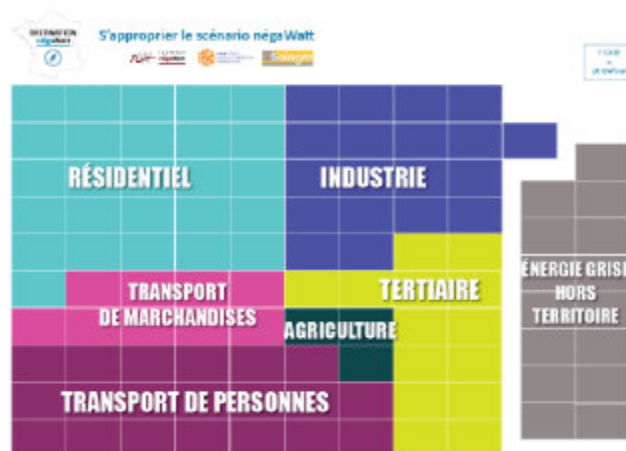 DESTINATION
négaWatt
S'approprier le scénario négaWatt
Solagro
RÉSIDENTIEL
INDUSTRIE
TRANSPORT
DE MARCHANDISES
TERTIAIRE
AGRICULTURE
TRANSPORT DE PERSONNES
ÉNERGIE GRISE
HORS
TERRITOIRE